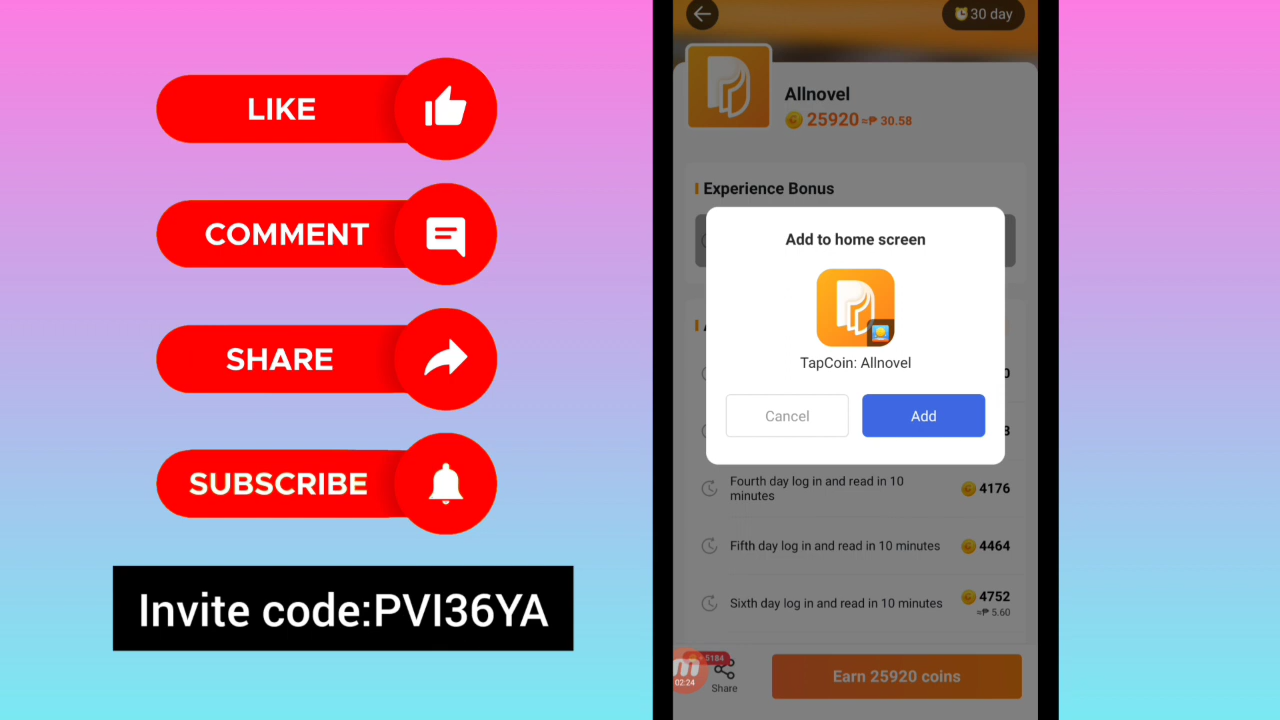 LIKE
COMMENT
SHARE
SUBSCRIBE
Invite code:PVI36YA
30 day
Allnovel
25920 ≈₱ 30.58
Experience Bonus
Add to home screen
TapCoin: Allnovel
Cancel
Add
0
8
Fourth day log in and read in 10
minutes
4176
Fifth day log in and read in 10 minutes
4464
Sixth day log in and read in 10 minutes
4752
≈₱ 5.60
5184
02:24
Share
Earn 25920 coins